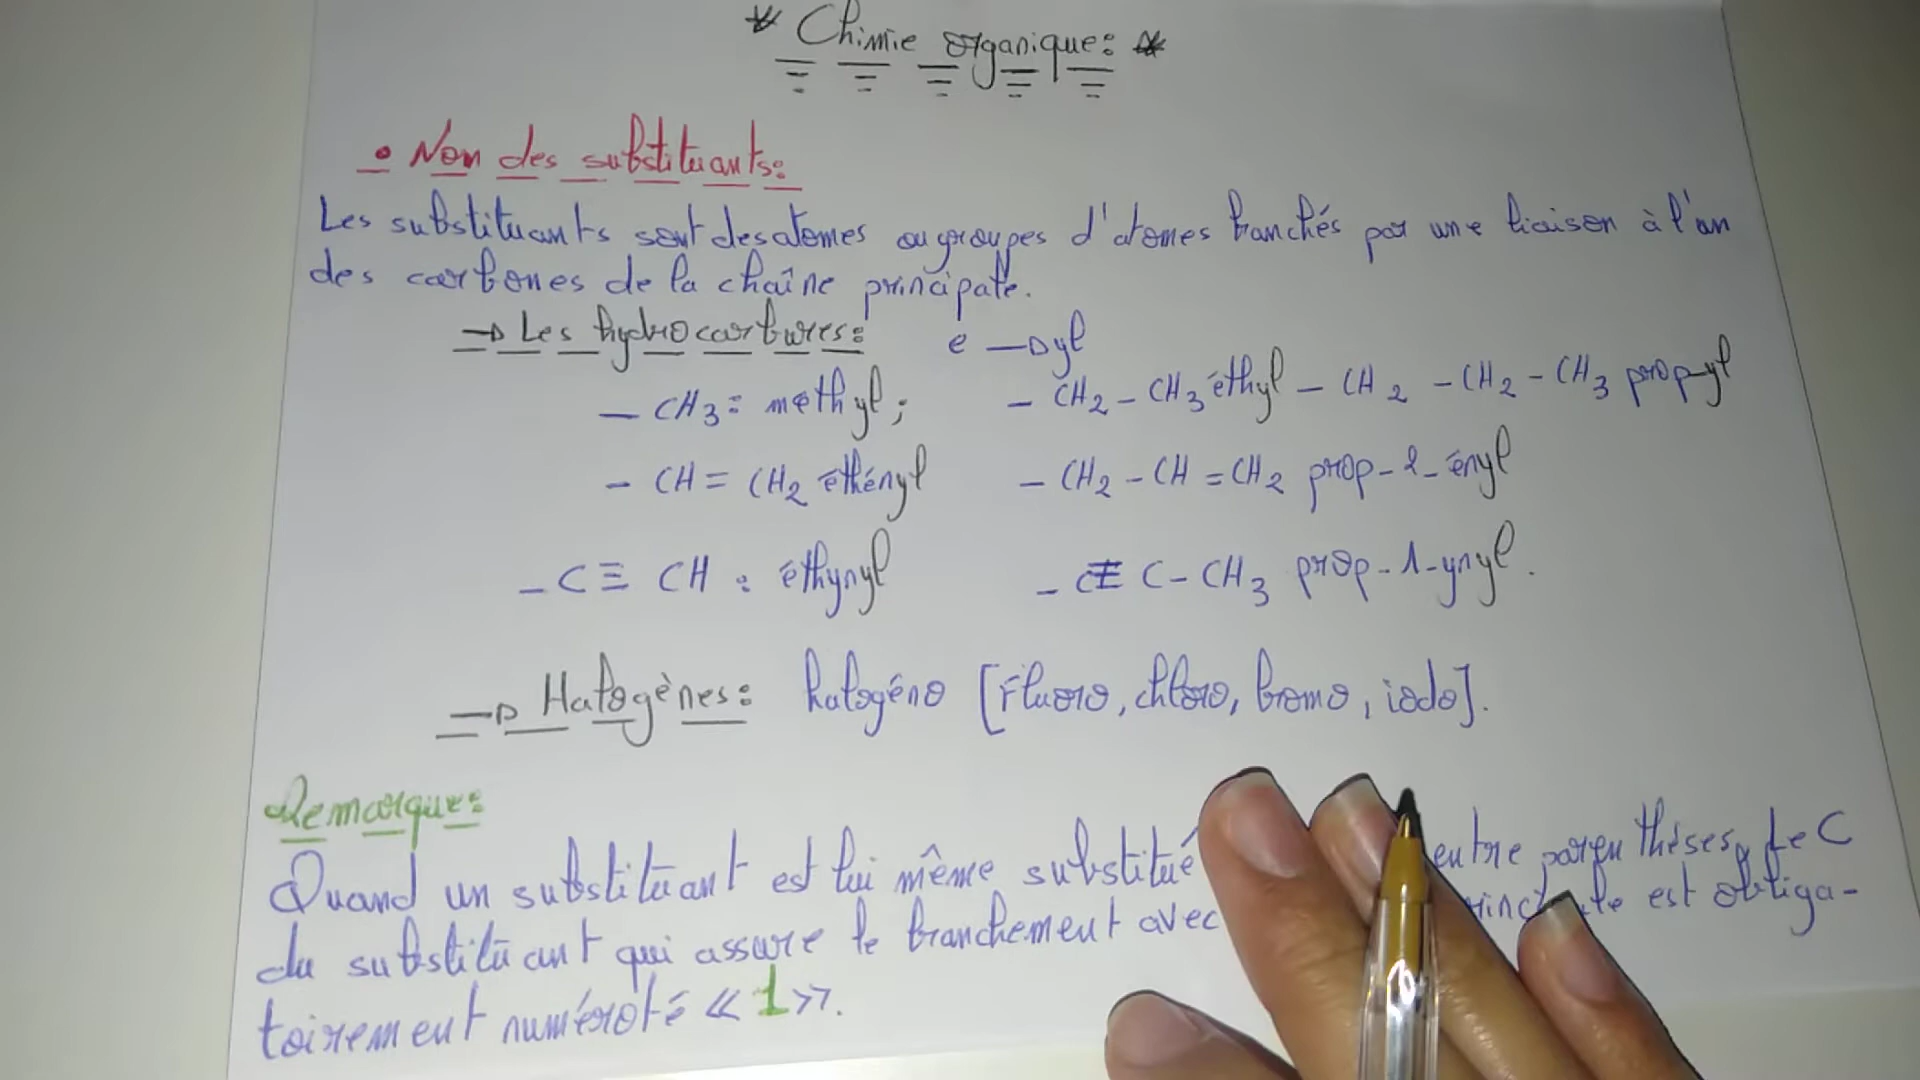 * Chimie organique: *
• Nom des substituants:
Les substituants sont des atomes ou groupes d'atomes branchés par une liaison à l'un
des carbones de la chaîne principale.
→ Les hydrocarbures: e → yl
- CH3 = méthyl; - CH2 - CH3 éthyl - CH2 - CH2 - CH3 prop-yl
- CH = CH2 éthényl - CH2 - CH = CH2 prop-2-ényl
- C ≡ CH : éthynyl - C ≡ C - CH3 prop-1-ynyl.
→ Halogènes: halogéno [Fluoro, chloro, bromo, iodo].
Remarque:
Quand un substituant est lui même substitué entre parenthèses, Le C
du substituant qui assure le branchement avec est obliga-
toirement numéroté « 1 ».